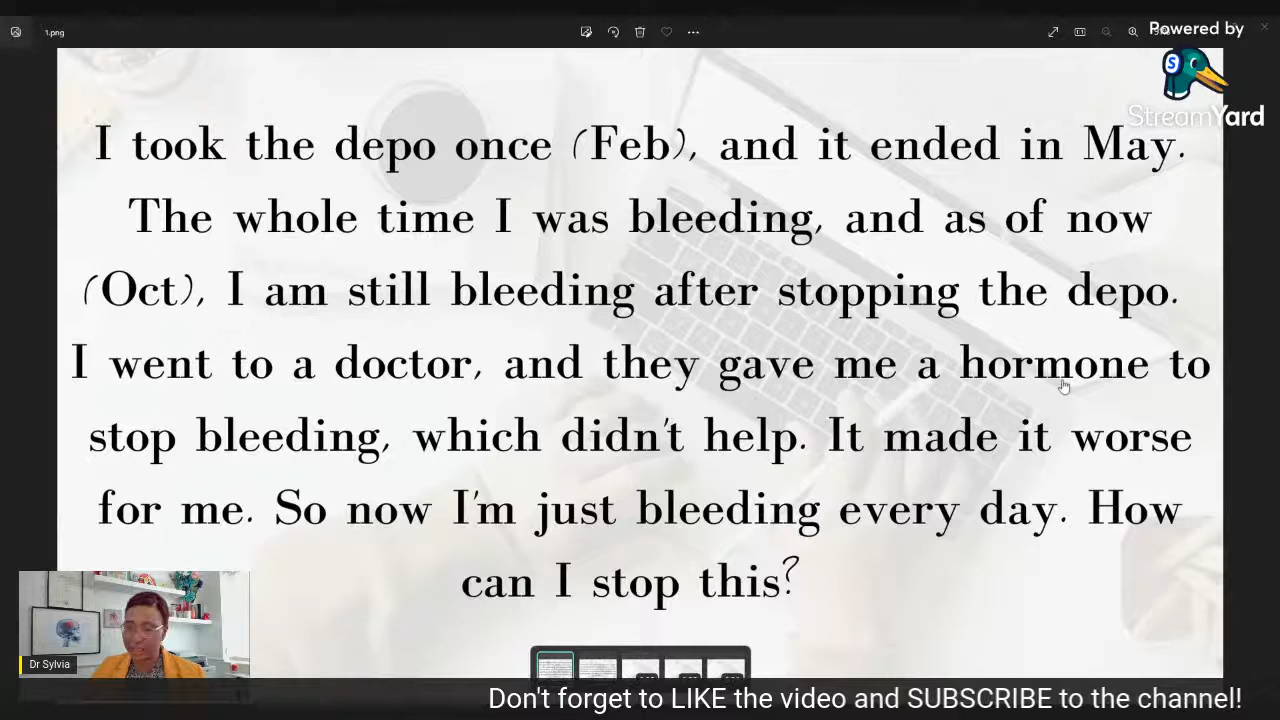 1.png
Powered by
StreamYard
I took the depo once (Feb), and it ended in May.
The whole time I was bleeding, and as of now
(Oct), I am still bleeding after stopping the depo.
I went to a doctor, and they gave me a hormone to
stop bleeding, which didn't help. It made it worse
for me. So now I'm just bleeding every day. How
can I stop this?
Dr Sylvia
Don't forget to LIKE the video and SUBSCRIBE to the channel!